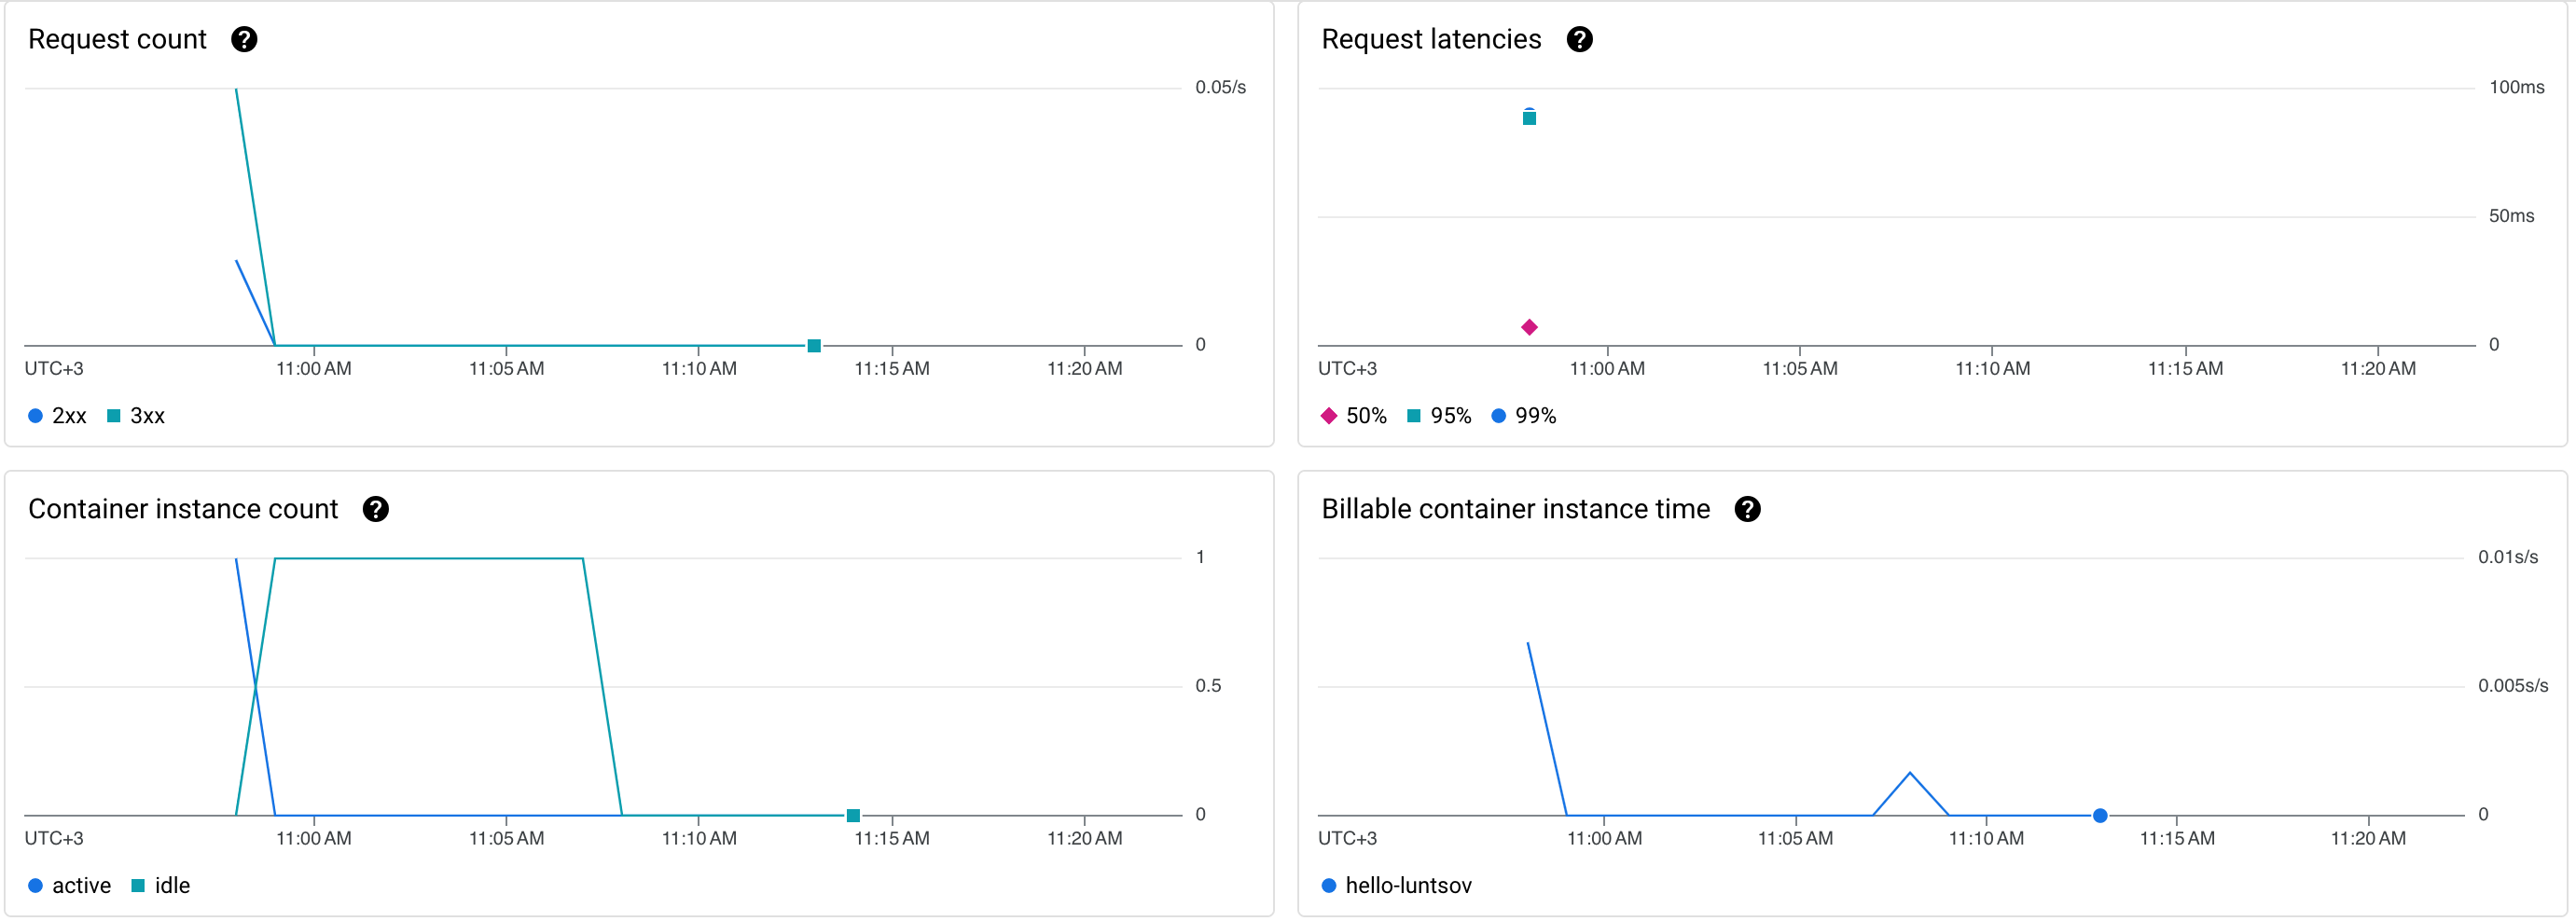 Request count ?
0.05/s
0
UTC+3 11:00 AM 11:05 AM 11:10 AM 11:15 AM 11:20 AM
2xx 3xx
Request latencies ?
100ms
50ms
0
UTC+3 11:00 AM 11:05 AM 11:10 AM 11:15 AM 11:20 AM
50% 95% 99%
Container instance count ?
1
0.5
0
UTC+3 11:00 AM 11:05 AM 11:10 AM 11:15 AM 11:20 AM
active idle
Billable container instance time ?
0.01s/s
0.005s/s
0
UTC+3 11:00 AM 11:05 AM 11:10 AM 11:15 AM 11:20 AM
hello-luntsov